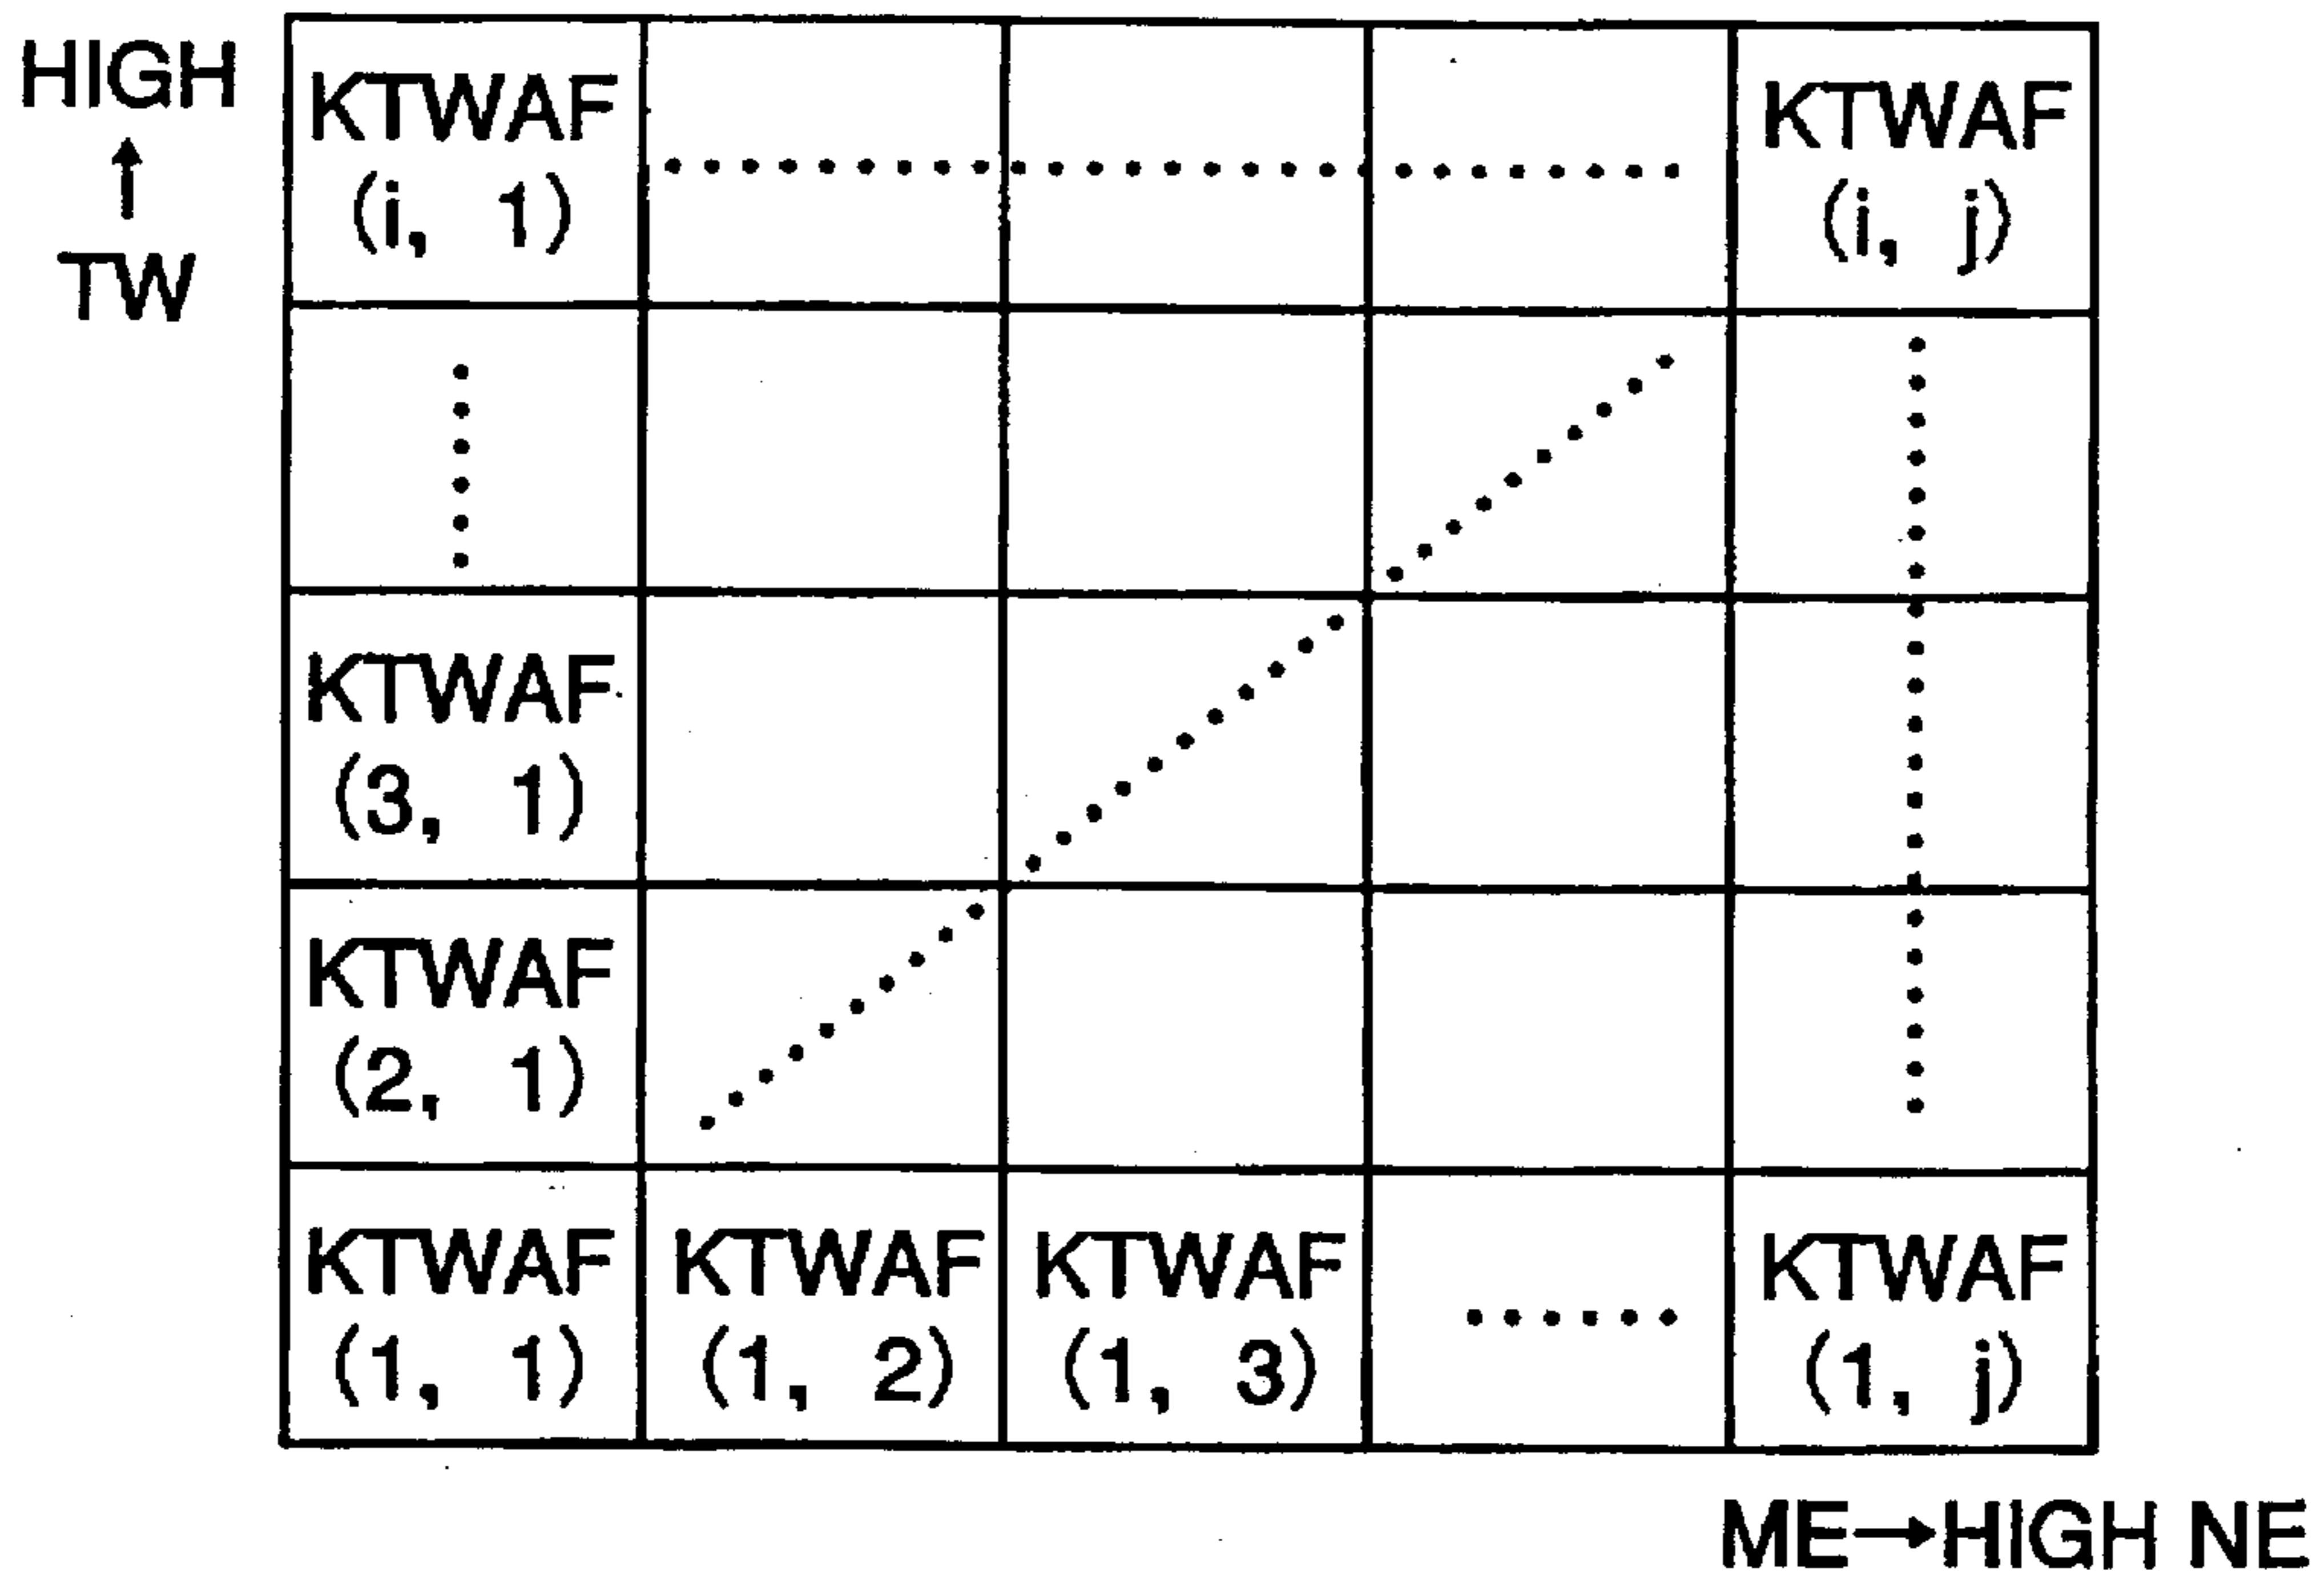 HIGH
↑
TW
KTWAF
(i, 1)
KTWAF
(i, j)
KTWAF
(3, 1)
KTWAF
(2, 1)
KTWAF
(1, 1)
KTWAF
(1, 2)
KTWAF
(1, 3)
......
KTWAF
(1, j)
ME→HIGH NE